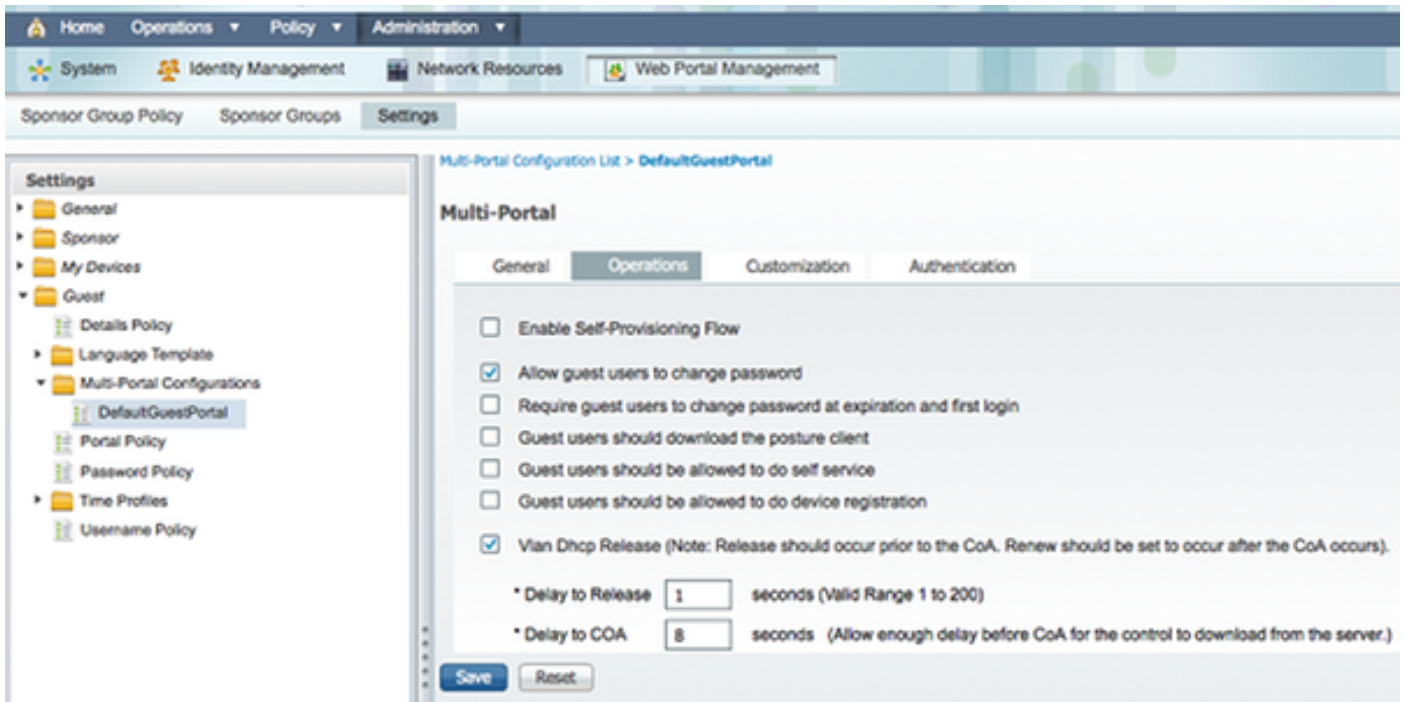 Home Operations Policy Administration
System Identity Management Network Resources Web Portal Management
Sponsor Group Policy Sponsor Groups Settings
Settings
General
Sponsor
My Devices
Guest
Details Policy
Language Template
Multi-Portal Configurations
DefaultGuestPortal
Portal Policy
Password Policy
Time Profiles
Username Policy
Multi-Portal Configuration List > DefaultGuestPortal
Multi-Portal
General Operations Customization Authentication
Enable Self-Provisioning Flow
Allow guest users to change password
Require guest users to change password at expiration and first login
Guest users should download the posture client
Guest users should be allowed to do self service
Guest users should be allowed to do device registration
Vlan Dhcp Release (Note: Release should occur prior to the CoA. Renew should be set to occur after the CoA occurs).
* Delay to Release 1 seconds (Valid Range 1 to 200)
* Delay to COA 8 seconds (Allow enough delay before CoA for the control to download from the server.)
Save Reset